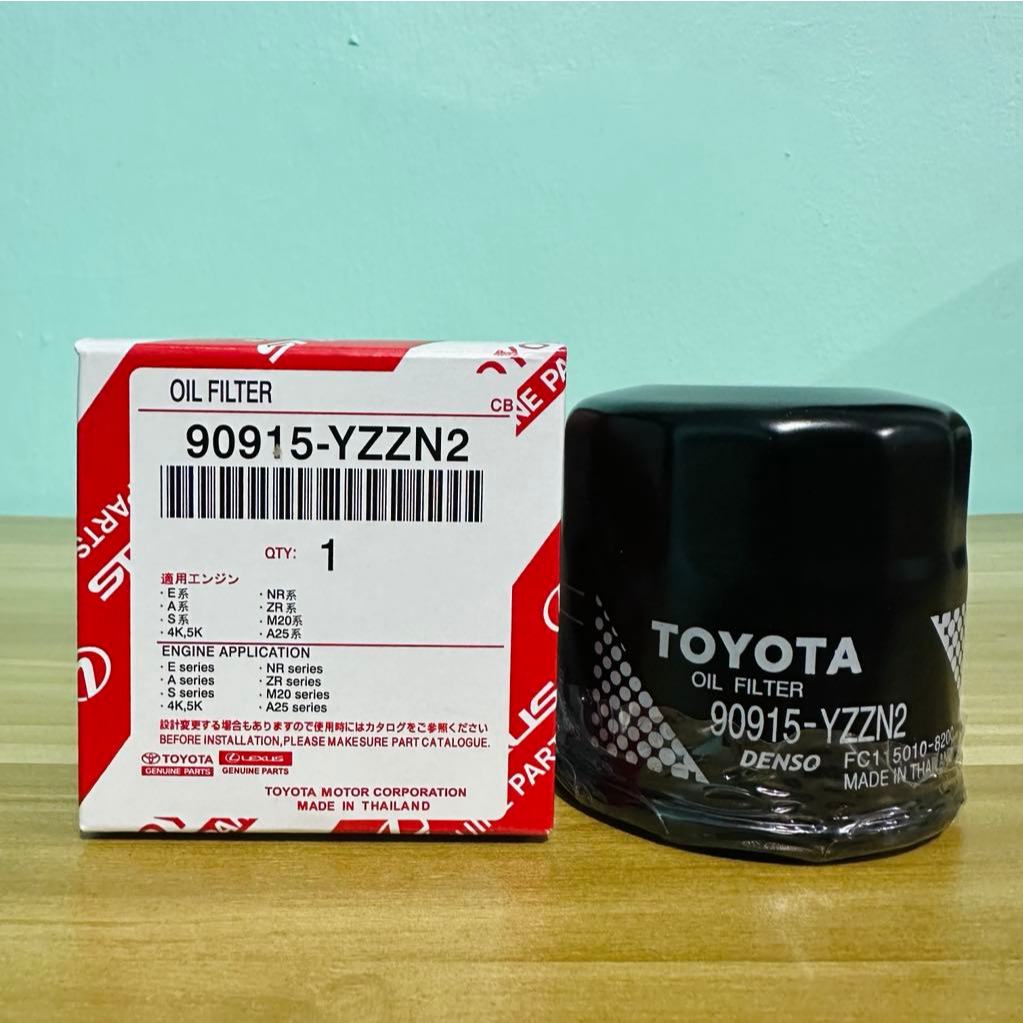 OIL FILTER
CB
90915-YZZN2
QTY: 1
適用エンジン
・E系 ・NR系
・A系 ・ZR系
・S系 ・M20系
・4K,5K ・A25系
ENGINE APPLICATION
・E series ・NR series
・A series ・ZR series
・S series ・M20 series
・4K,5K ・A25 series
設計変更する場合もありますので使用時にはカタログをご参照ください
BEFORE INSTALLATION,PLEASE MAKESURE PART CATALOGUE.
TOYOTA LEXUS
GENUINE PARTS GENUINE PARTS
TOYOTA MOTOR CORPORATION
MADE IN THAILAND
PARTS
TOYOTA
OIL FILTER
90915-YZZN2
DENSO
FC115010-820
MADE IN